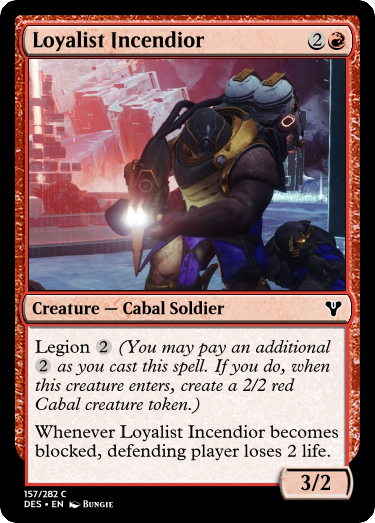 Loyalist Incendior 2
Creature — Cabal Soldier
Legion 2 (You may pay an additional
2 as you cast this spell. If you do, when
this creature enters, create a 2/2 red
Cabal creature token.)
Whenever Loyalist Incendior becomes
blocked, defending player loses 2 life.
3/2
157/282 C
DES • EN Bungie